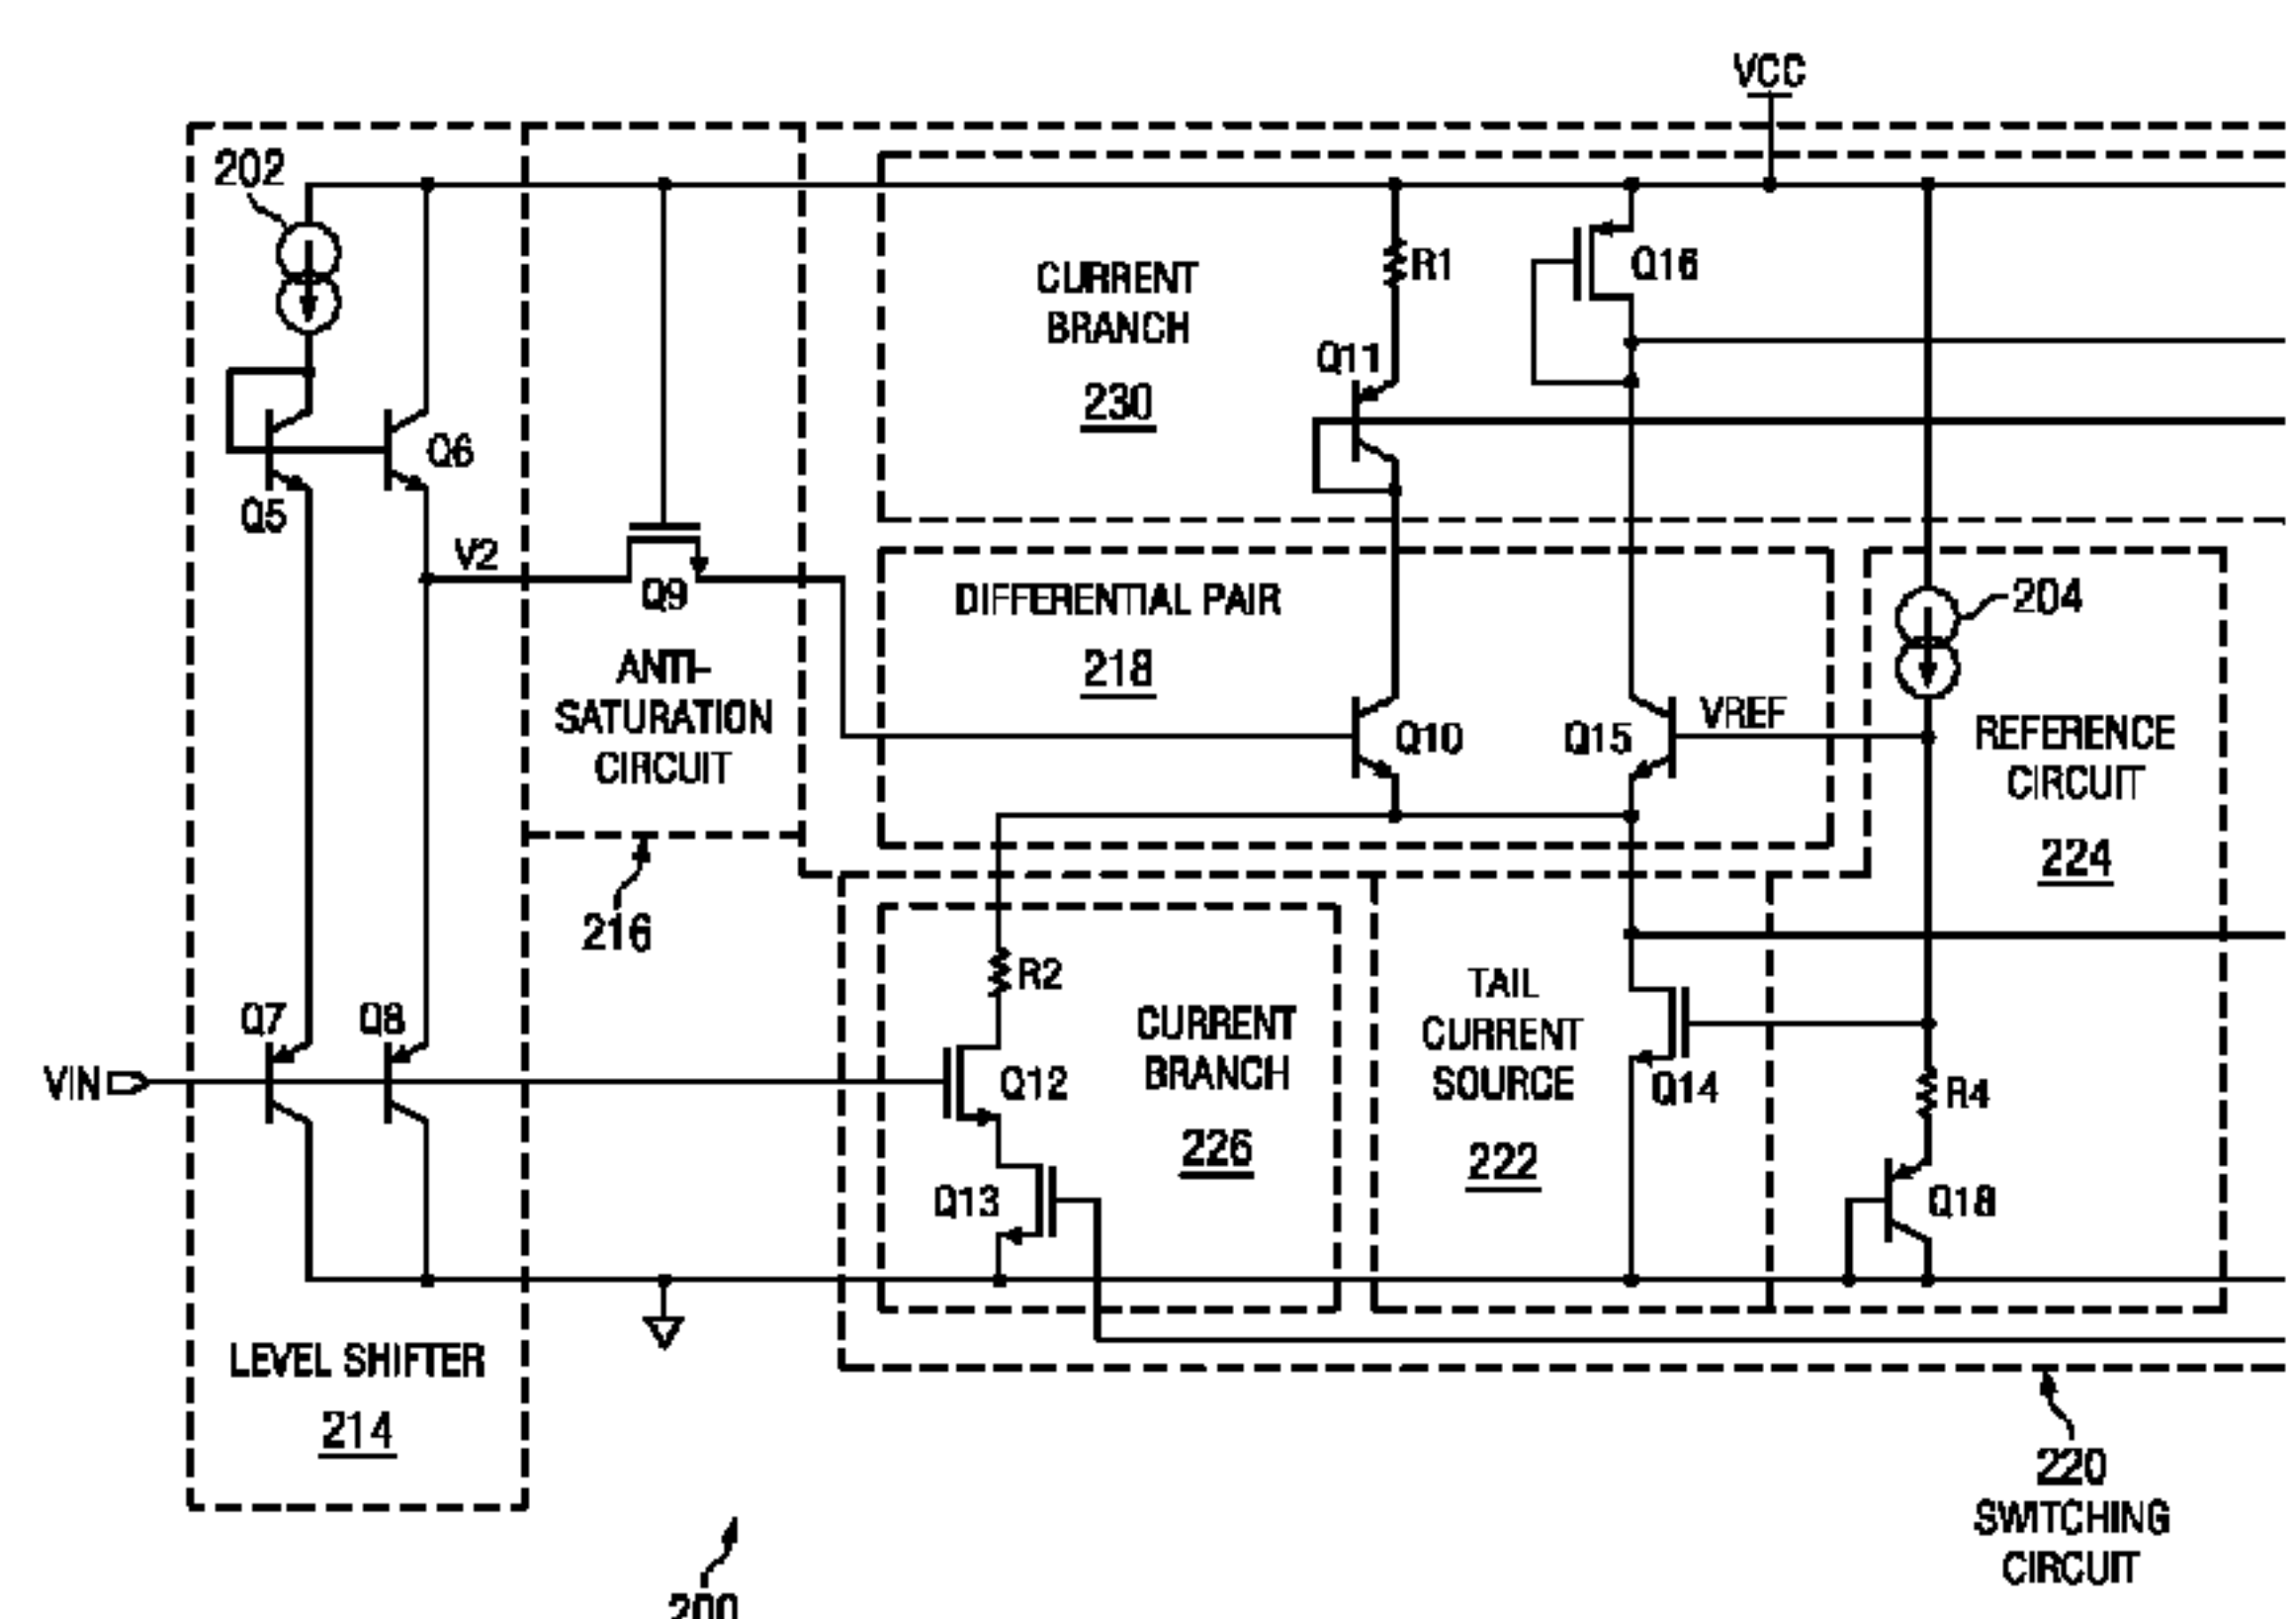 VCC
202
CURRENT
BRANCH
230
R1
Q16
Q11
Q6
Q5
V2
Q9
ANTI-
SATURATION
CIRCUIT
216
DIFFERENTIAL PAIR
218
Q10
Q15
VREF
204
REFERENCE
CIRCUIT
224
R2
CURRENT
BRANCH
226
TAIL
CURRENT
SOURCE
222
Q14
R4
Q18
Q7
Q8
VIN
Q12
Q13
LEVEL SHIFTER
214
220
SWITCHING
CIRCUIT
200